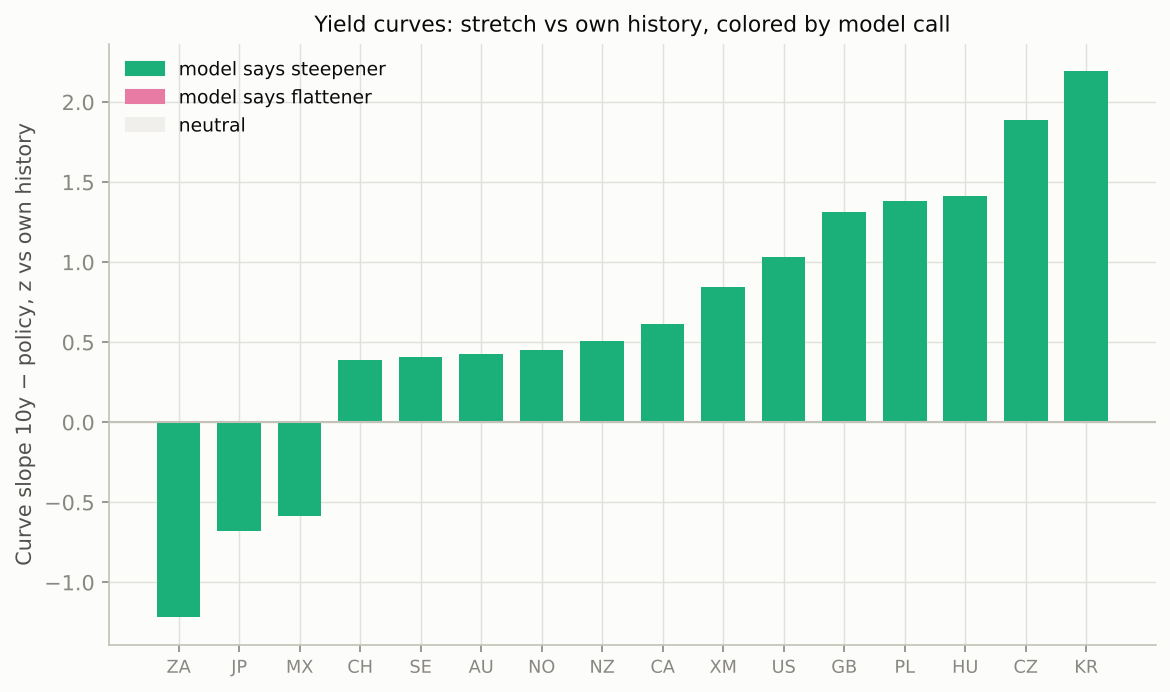 Yield curves: stretch vs own history, colored by model call
model says steepener
model says flattener
neutral
Curve slope 10y − policy, z vs own history
2.0
1.5
1.0
0.5
0.0
−0.5
−1.0
ZA JP MX CH SE AU NO NZ CA XM US GB PL HU CZ KR